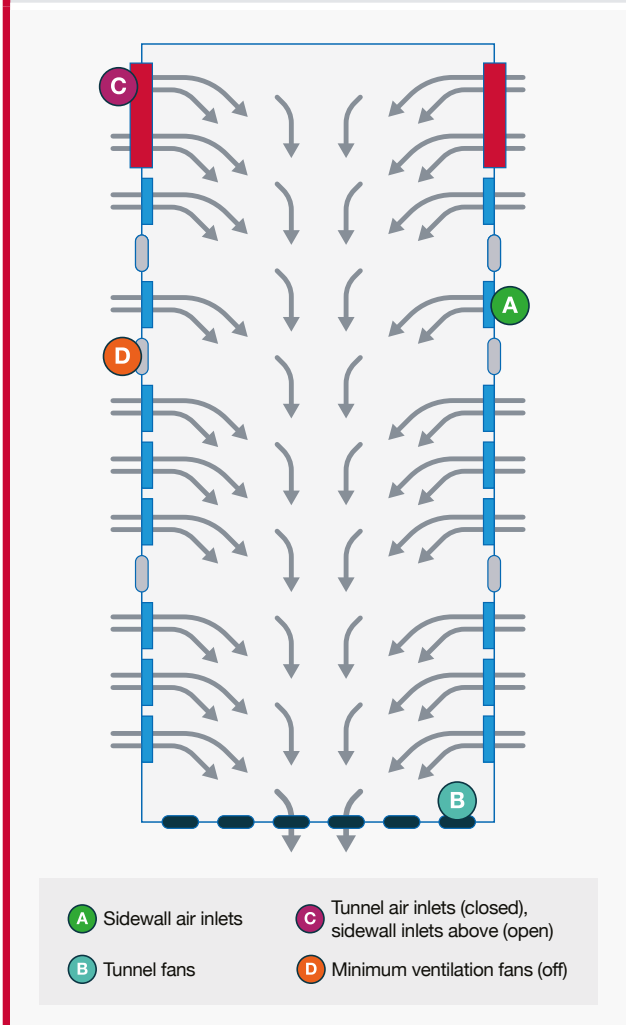 C
A
D
B
A Sidewall air inlets
B Tunnel fans
C Tunnel air inlets (closed),
sidewall inlets above (open)
D Minimum ventilation fans (off)